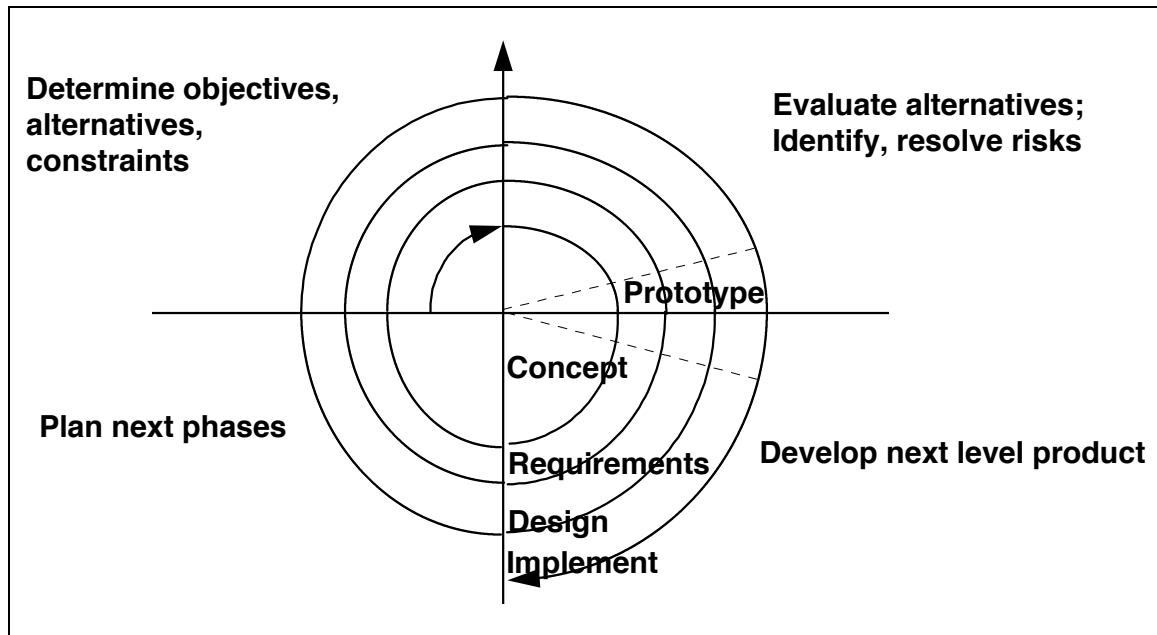 Determine objectives,
alternatives,
constraints
Evaluate alternatives;
Identify, resolve risks
Prototype
Concept
Plan next phases
Requirements
Develop next level product
Design
Implement